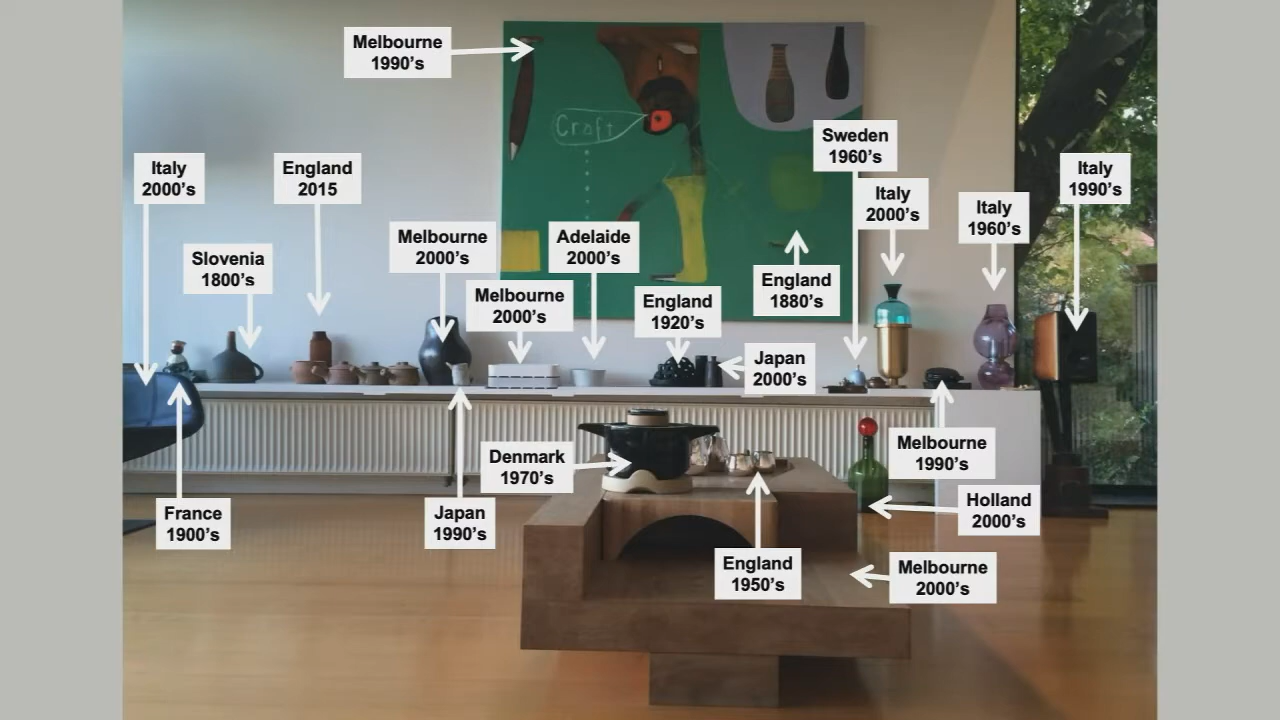 Melbourne
1990’s
Craft
Sweden
1960’s
Italy
2000’s
England
2015
Italy
1990’s
Italy
2000’s
Italy
1960’s
Melbourne
2000’s
Adelaide
2000’s
Slovenia
1800’s
England
1880’s
Melbourne
2000’s
England
1920’s
Japan
2000’s
Melbourne
1990’s
Denmark
1970’s
Holland
2000’s
France
1900’s
Japan
1990’s
England
1950’s
Melbourne
2000’s